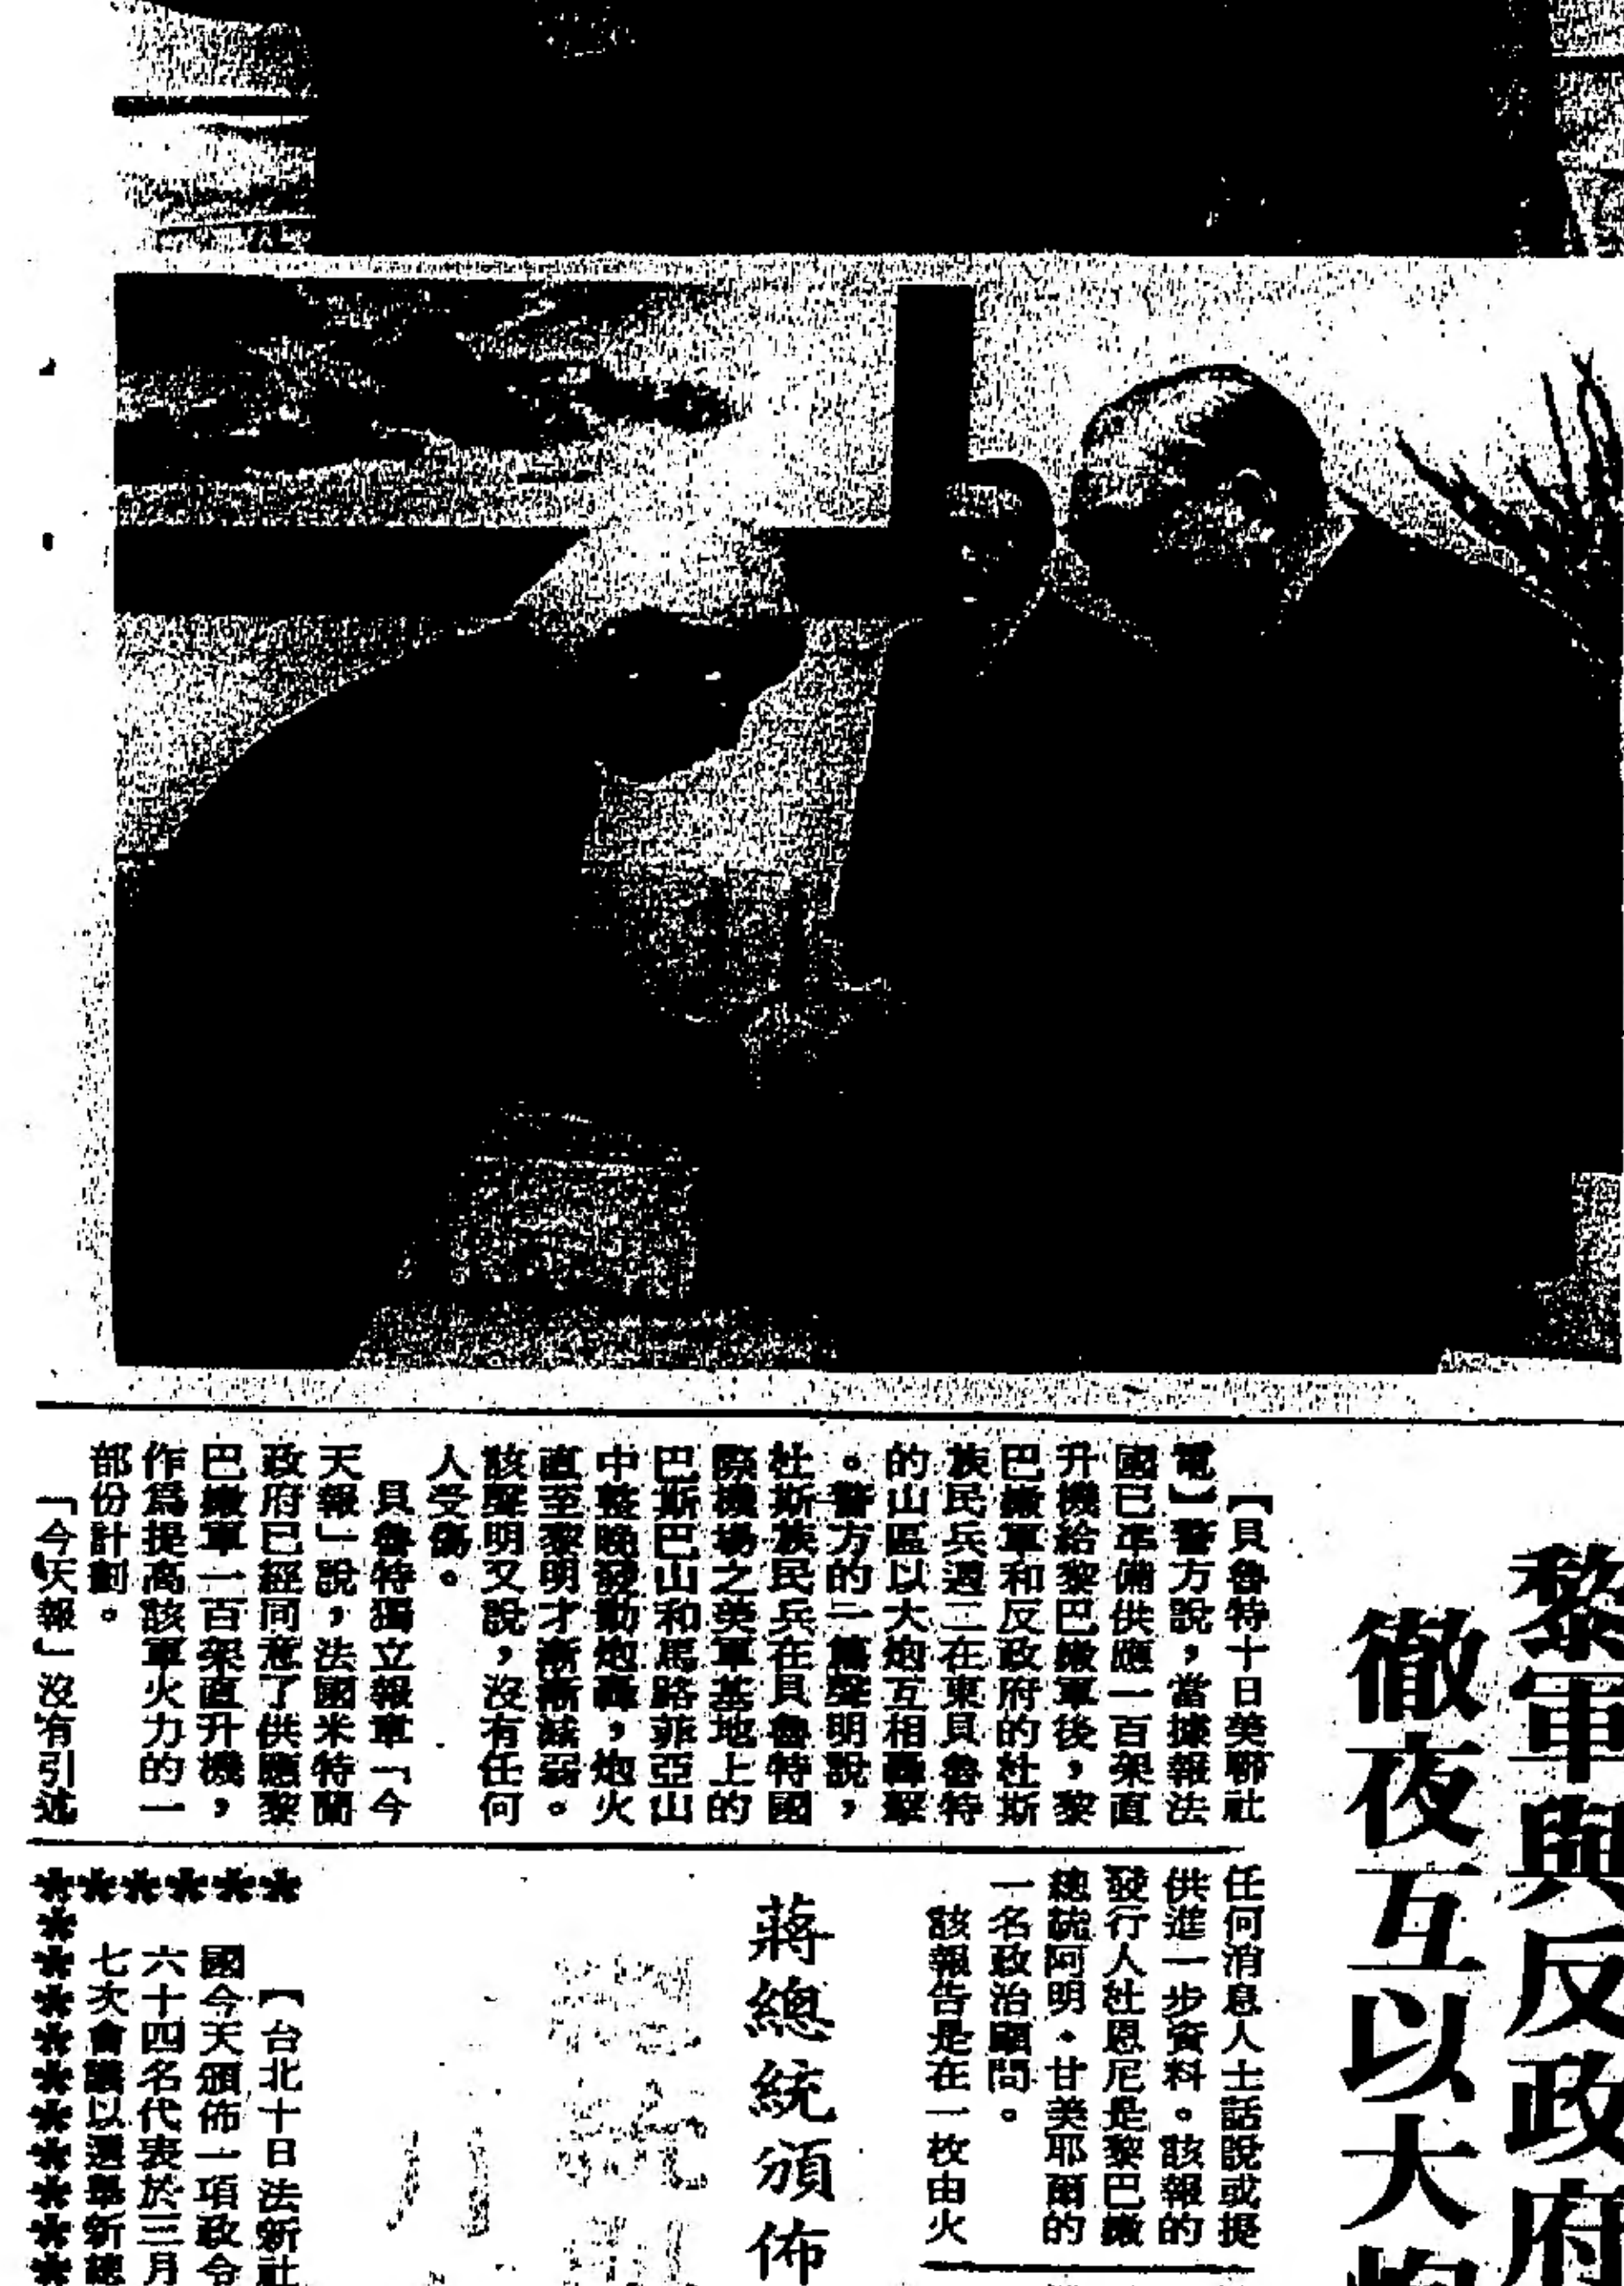 黎軍與反政府
徹夜互以大炮
【貝魯特十日美聯社
電】警方說，當據報法
國已準備供應一百架直
升機給黎巴嫩軍後，黎
巴嫩軍和反政府的杜斯
族民兵週二在東貝魯特
的山區以大炮互相轟擊
。警方的一篇聲明說，
杜斯族民兵在貝魯特國
際機場之美軍基地上的
巴斯巴山和馬路菲亞山
中整晚發動炮轟，炮火
直至黎明才漸漸減弱。
該聲明又說，沒有任何
人受傷。
貝魯特獨立報章「今
天報」說，法國米特蘭
政府已經同意了供應黎
巴嫩軍一百架直升機，
作爲提高該軍火力的一
部份計劃。
「今天報」沒有引述
任何消息人士話說或提
供進一步資料。該報的
發行人杜恩尼是黎巴嫩
總統阿明・甘美耶爾的
一名政治顧問。
該報告是在一枚由火
蔣總統頒佈
【台北十日法新社
國今天頒佈一項政令
六十四名代表於三月
七次會議以選舉新總